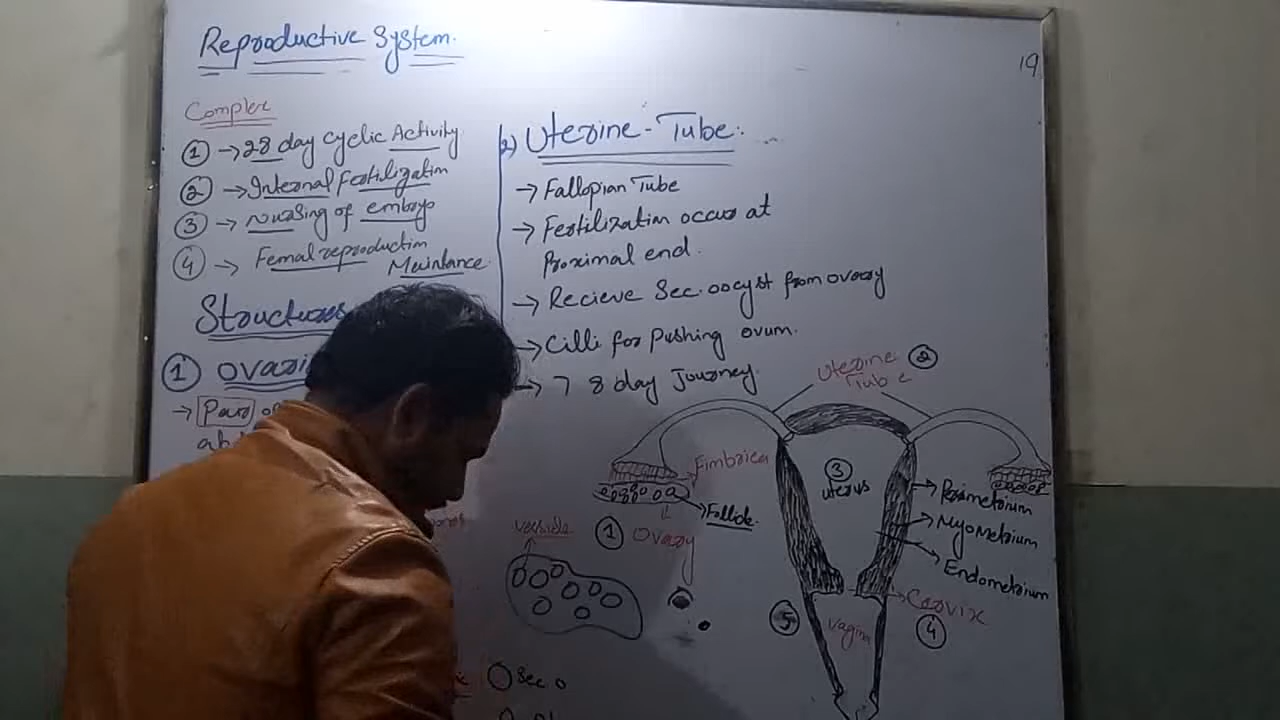 Reproductive System.
19
Complex
① → 28 day cyclic Activity
② → Internal Fertilization
③ → nursing of embryo
④ → Femal reproduction
Maintance
Structures
① ovari
→ Pair of
ab
2) Uterine-Tube:
→ Fallopian Tube
→ Fertilization occurs at
Proximal end.
→ Recieve Sec. oocyst from ovary
→ Cilli for pushing ovum.
→ 7 8 day Journey.
Uterine ②
Tube
Fimbriea
③
uterus
Perimetrium
Myometrium
Endometrium
① Ovary
Cervix
④
⑤
vagina
Sec o